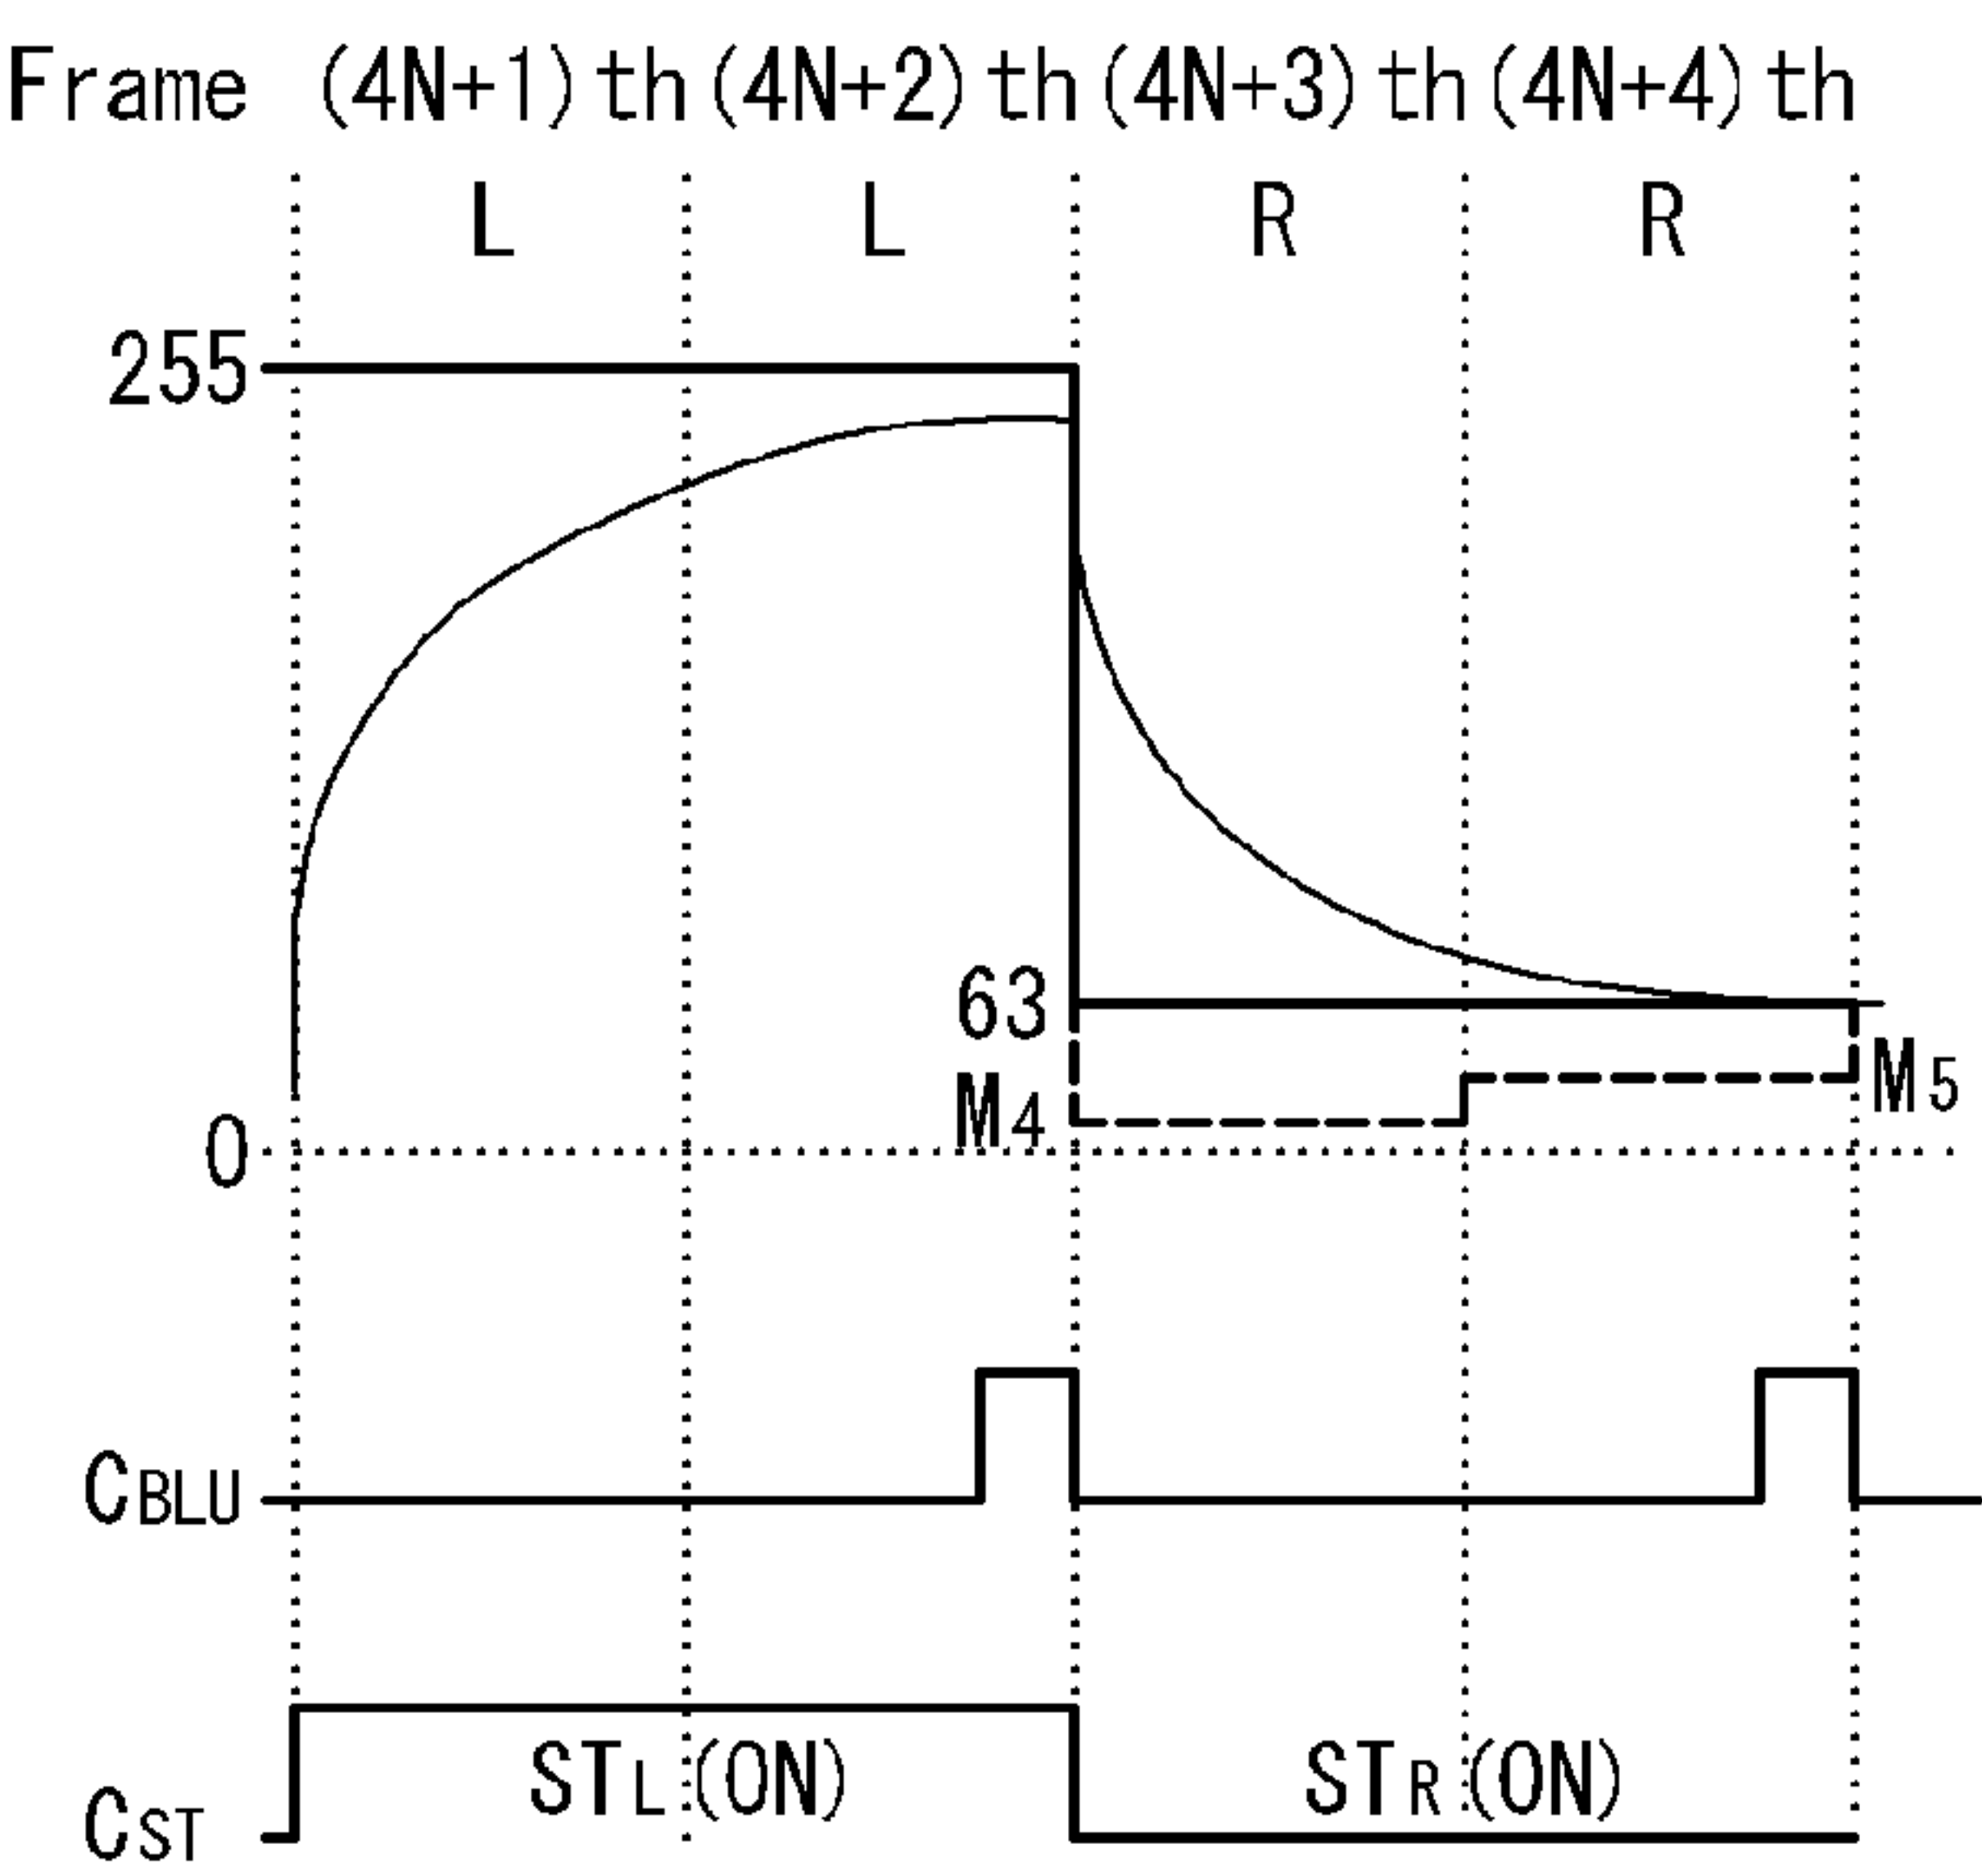 Frame (4N+1)th(4N+2)th(4N+3)th(4N+4)th
L L R R
255
63
M4
M5
0
CBLU
STL(ON) STR(ON)
CST